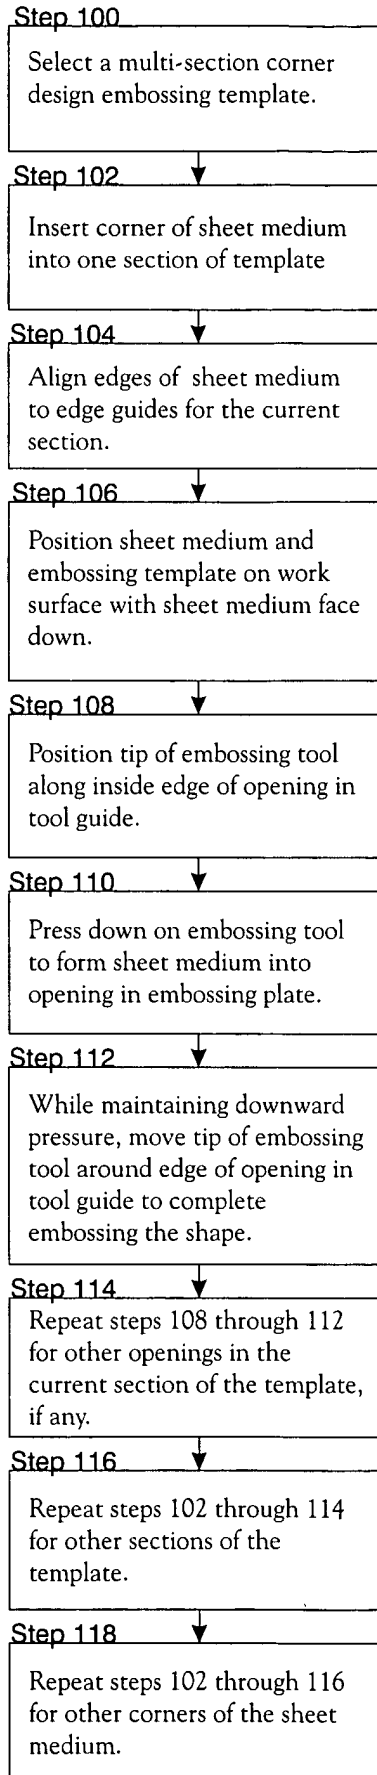 Step 100
Select a multi-section corner
design embossing template.
Step 102
Insert corner of sheet medium
into one section of template
Step 104
Align edges of sheet medium
to edge guides for the current
section.
Step 106
Position sheet medium and
embossing template on work
surface with sheet medium face
down.
Step 108
Position tip of embossing tool
along inside edge of opening in
tool guide.
Step 110
Press down on embossing tool
to form sheet medium into
opening in embossing plate.
Step 112
While maintaining downward
pressure, move tip of embossing
tool around edge of opening in
tool guide to complete
embossing the shape.
Step 114
Repeat steps 108 through 112
for other openings in the
current section of the template,
if any.
Step 116
Repeat steps 102 through 114
for other sections of the
template.
Step 118
Repeat steps 102 through 116
for other corners of the sheet
medium.